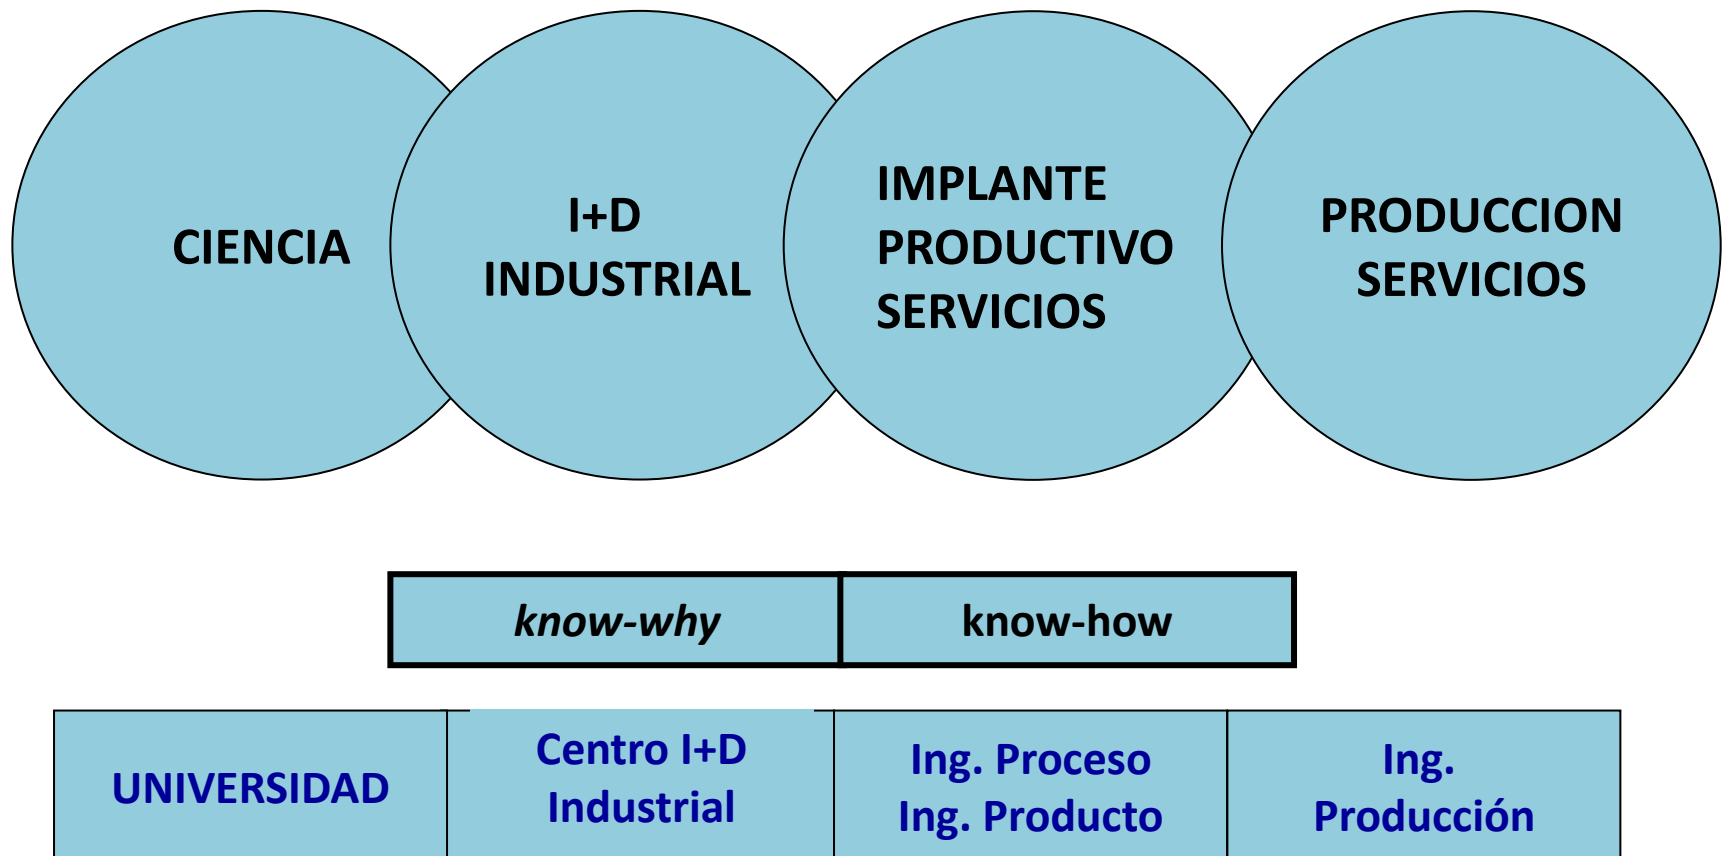 CIENCIA
I+D
INDUSTRIAL
IMPLANTE
PRODUCTIVO
SERVICIOS
PRODUCCION
SERVICIOS
know-why
know-how
UNIVERSIDAD
Centro I+D
Industrial
Ing. Proceso
Ing. Producto
Ing.
Producción